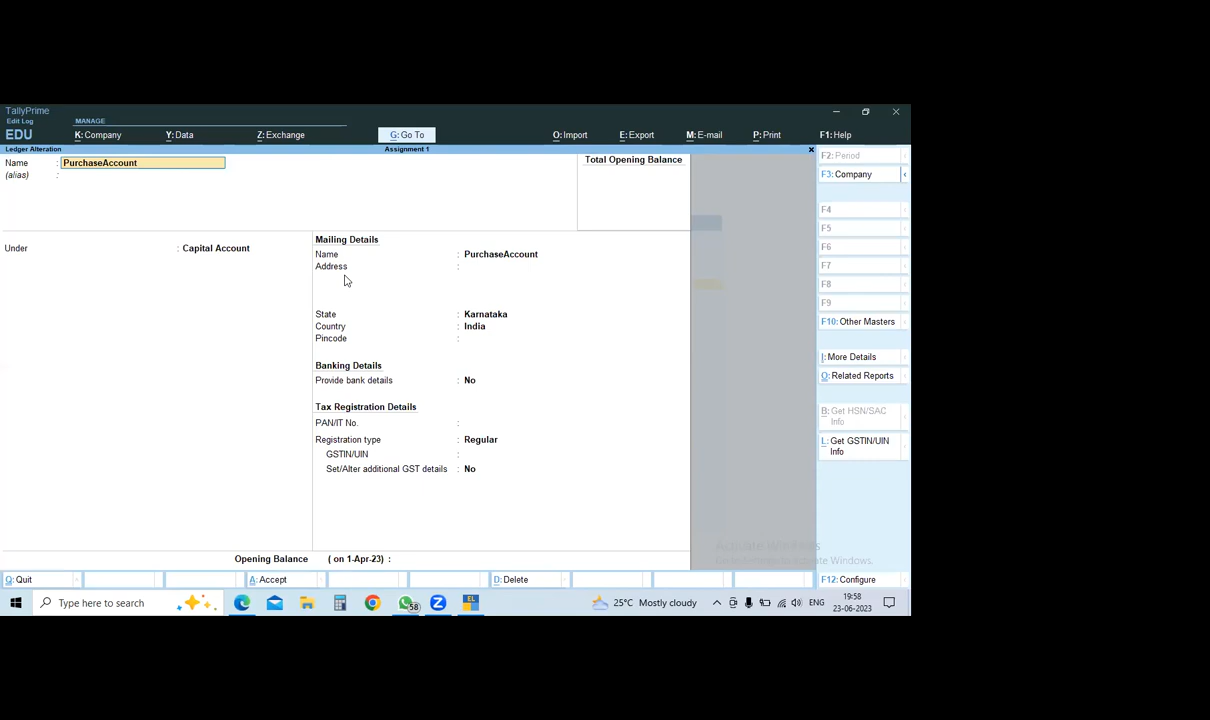 TallyPrime
Edit Log
EDU
MANAGE
K: Company
Y: Data
Z: Exchange
G: Go To
O: Import
E: Export
M: E-mail
P: Print
F1: Help
Ledger Alteration
Assignment 1
Name : PurchaseAccount
(alias) :
Total Opening Balance
Under : Capital Account
Mailing Details
Name : PurchaseAccount
Address :
State : Karnataka
Country : India
Pincode :
Banking Details
Provide bank details : No
Tax Registration Details
PAN/IT No. :
Registration type : Regular
GSTIN/UIN :
Set/Alter additional GST details : No
Opening Balance ( on 1-Apr-23) :
F2: Period
F3: Company
F4
F5
F6
F7
F8
F9
F10: Other Masters
I: More Details
O: Related Reports
B: Get HSN/SAC
Info
L: Get GSTIN/UIN
Info
Activate Windows
Q: Quit
A: Accept
D: Delete
F12: Configure
Type here to search
58
EL
25°C Mostly cloudy
ENG
19:58
23-06-2023